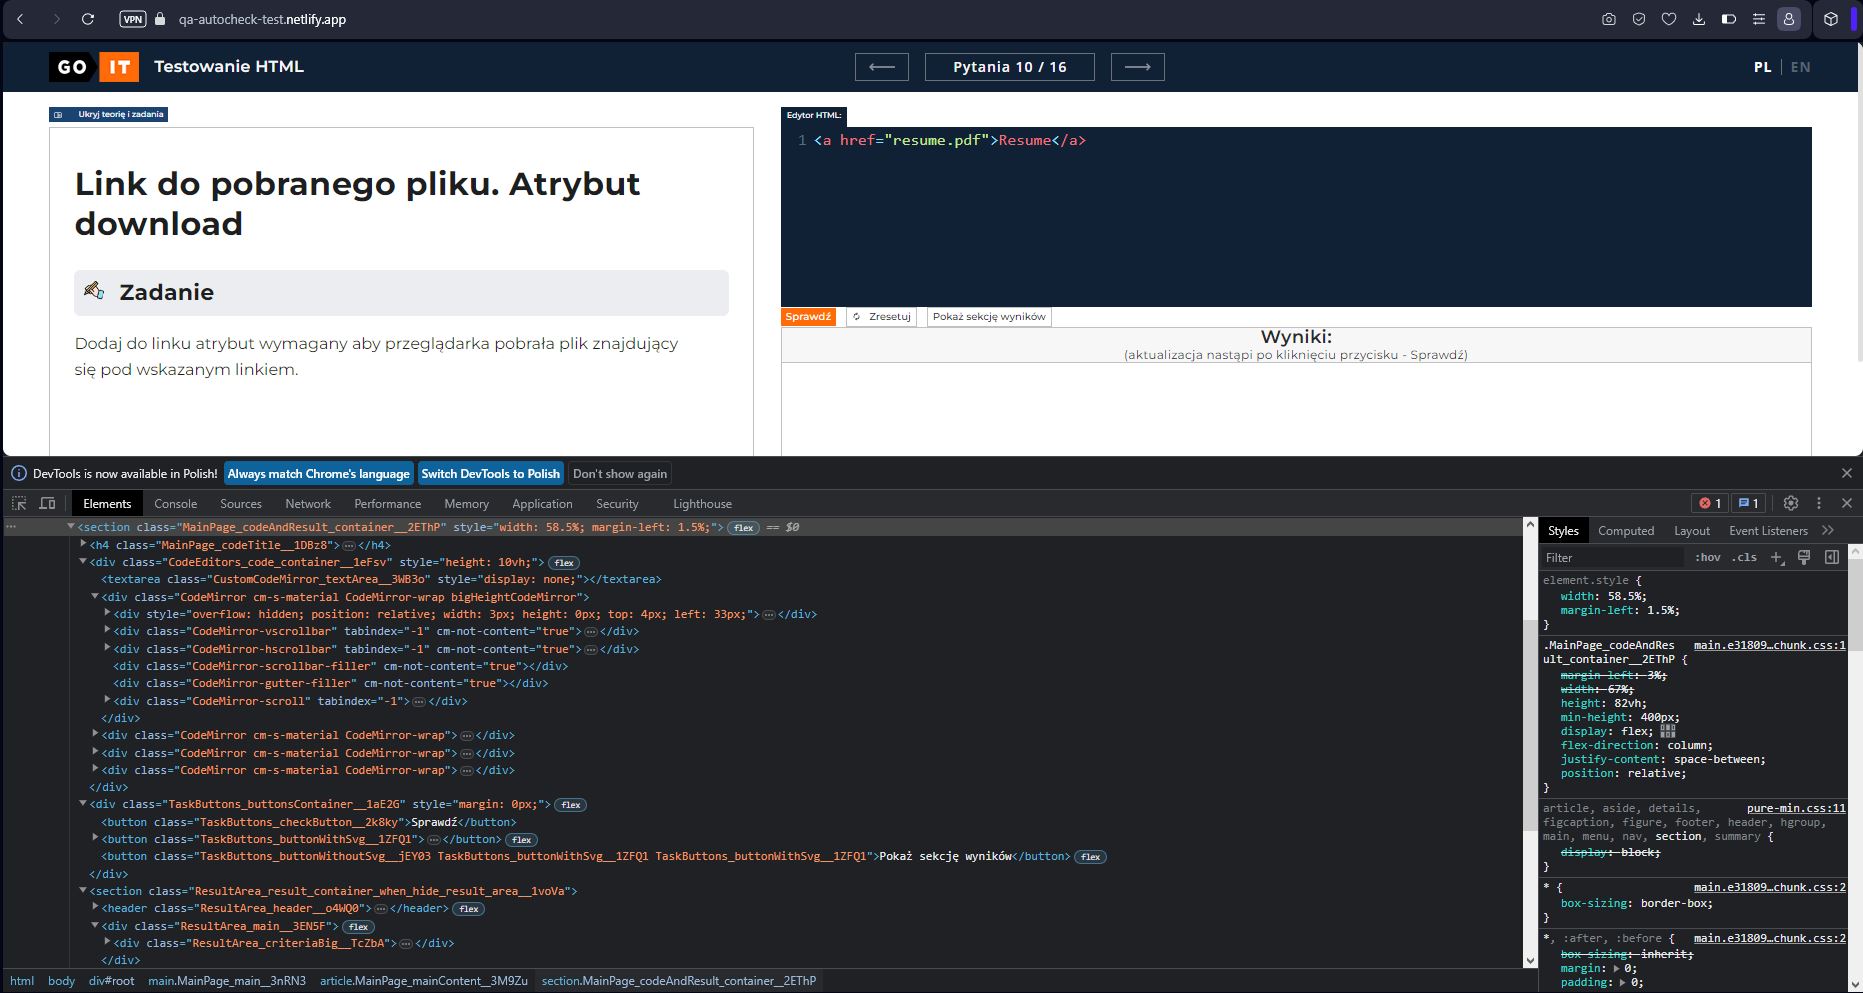 VPN qa-autocheck-test.netlify.app
GO IT Testowanie HTML
Pytania 10 / 16
PL | EN
Ukryj teorię i zadania
Link do pobranego pliku. Atrybut
download
Zadanie
Dodaj do linku atrybut wymagany aby przeglądarka pobrała plik znajdujący
się pod wskazanym linkiem.
Edytor HTML:
1 <a href="resume.pdf">Resume</a>
Sprawdź Zresetuj Pokaż sekcję wyników
Wyniki:
(aktualizacja nastąpi po kliknięciu przycisku - Sprawdź)
DevTools is now available in Polish! Always match Chrome's language Switch DevTools to Polish Don't show again
Elements Console Sources Network Performance Memory Application Security Lighthouse 1 1
<section class="MainPage_codeAndResult_container__2EThP" style="width: 58.5%; margin-left: 1.5%;"> flex == $0
<h4 class="MainPage_codeTitle__1DBz8">…</h4>
<div class="CodeEditors_code_container__1eFsv" style="height: 10vh;"> flex
<textarea class="CustomCodeMirror_textArea__3WB3o" style="display: none;"></textarea>
<div class="CodeMirror cm-s-material CodeMirror-wrap bigHeightCodeMirror">
<div style="overflow: hidden; position: relative; width: 3px; height: 0px; top: 4px; left: 33px;">…</div>
<div class="CodeMirror-vscrollbar" tabindex="-1" cm-not-content="true">…</div>
<div class="CodeMirror-hscrollbar" tabindex="-1" cm-not-content="true">…</div>
<div class="CodeMirror-scrollbar-filler" cm-not-content="true"></div>
<div class="CodeMirror-gutter-filler" cm-not-content="true"></div>
<div class="CodeMirror-scroll" tabindex="-1">…</div>
</div>
<div class="CodeMirror cm-s-material CodeMirror-wrap">…</div>
<div class="CodeMirror cm-s-material CodeMirror-wrap">…</div>
<div class="CodeMirror cm-s-material CodeMirror-wrap">…</div>
</div>
<div class="TaskButtons_buttonsContainer__1aE2G" style="margin: 0px;"> flex
<button class="TaskButtons_checkButton__2k8ky">Sprawdź</button>
<button class="TaskButtons_buttonWithSvg__1ZFQ1">…</button> flex
<button class="TaskButtons_buttonWithoutSvg__jEY03 TaskButtons_buttonWithSvg__1ZFQ1 TaskButtons_buttonWithSvg__1ZFQ1">Pokaż sekcję wyników</button> flex
</div>
<section class="ResultArea_result_container_when_hide_result_area__1voVa">
<header class="ResultArea_header__o4WQ0">…</header> flex
<div class="ResultArea_main__3EN5F"> flex
<div class="ResultArea_criteriaBig__TcZbA">…</div>
</div>
html body div#root main.MainPage_main__3nRN3 article.MainPage_mainContent__3M9Zu section.MainPage_codeAndResult_container__2EThP
Styles Computed Layout Event Listeners
Filter :hov .cls
element.style {
width: 58.5%;
margin-left: 1.5%;
}
.MainPage_codeAndRes main.e31809…chunk.css:1
ult_container__2EThP {
margin-left: 3%;
width: 67%;
height: 82vh;
min-height: 400px;
display: flex;
flex-direction: column;
justify-content: space-between;
position: relative;
}
article, aside, details, pure-min.css:11
figcaption, figure, footer, header, hgroup,
main, menu, nav, section, summary {
display: block;
}
* { main.e31809…chunk.css:2
box-sizing: border-box;
}
*, :after, :before { main.e31809…chunk.css:2
box-sizing: inherit;
margin: 0;
padding: 0;